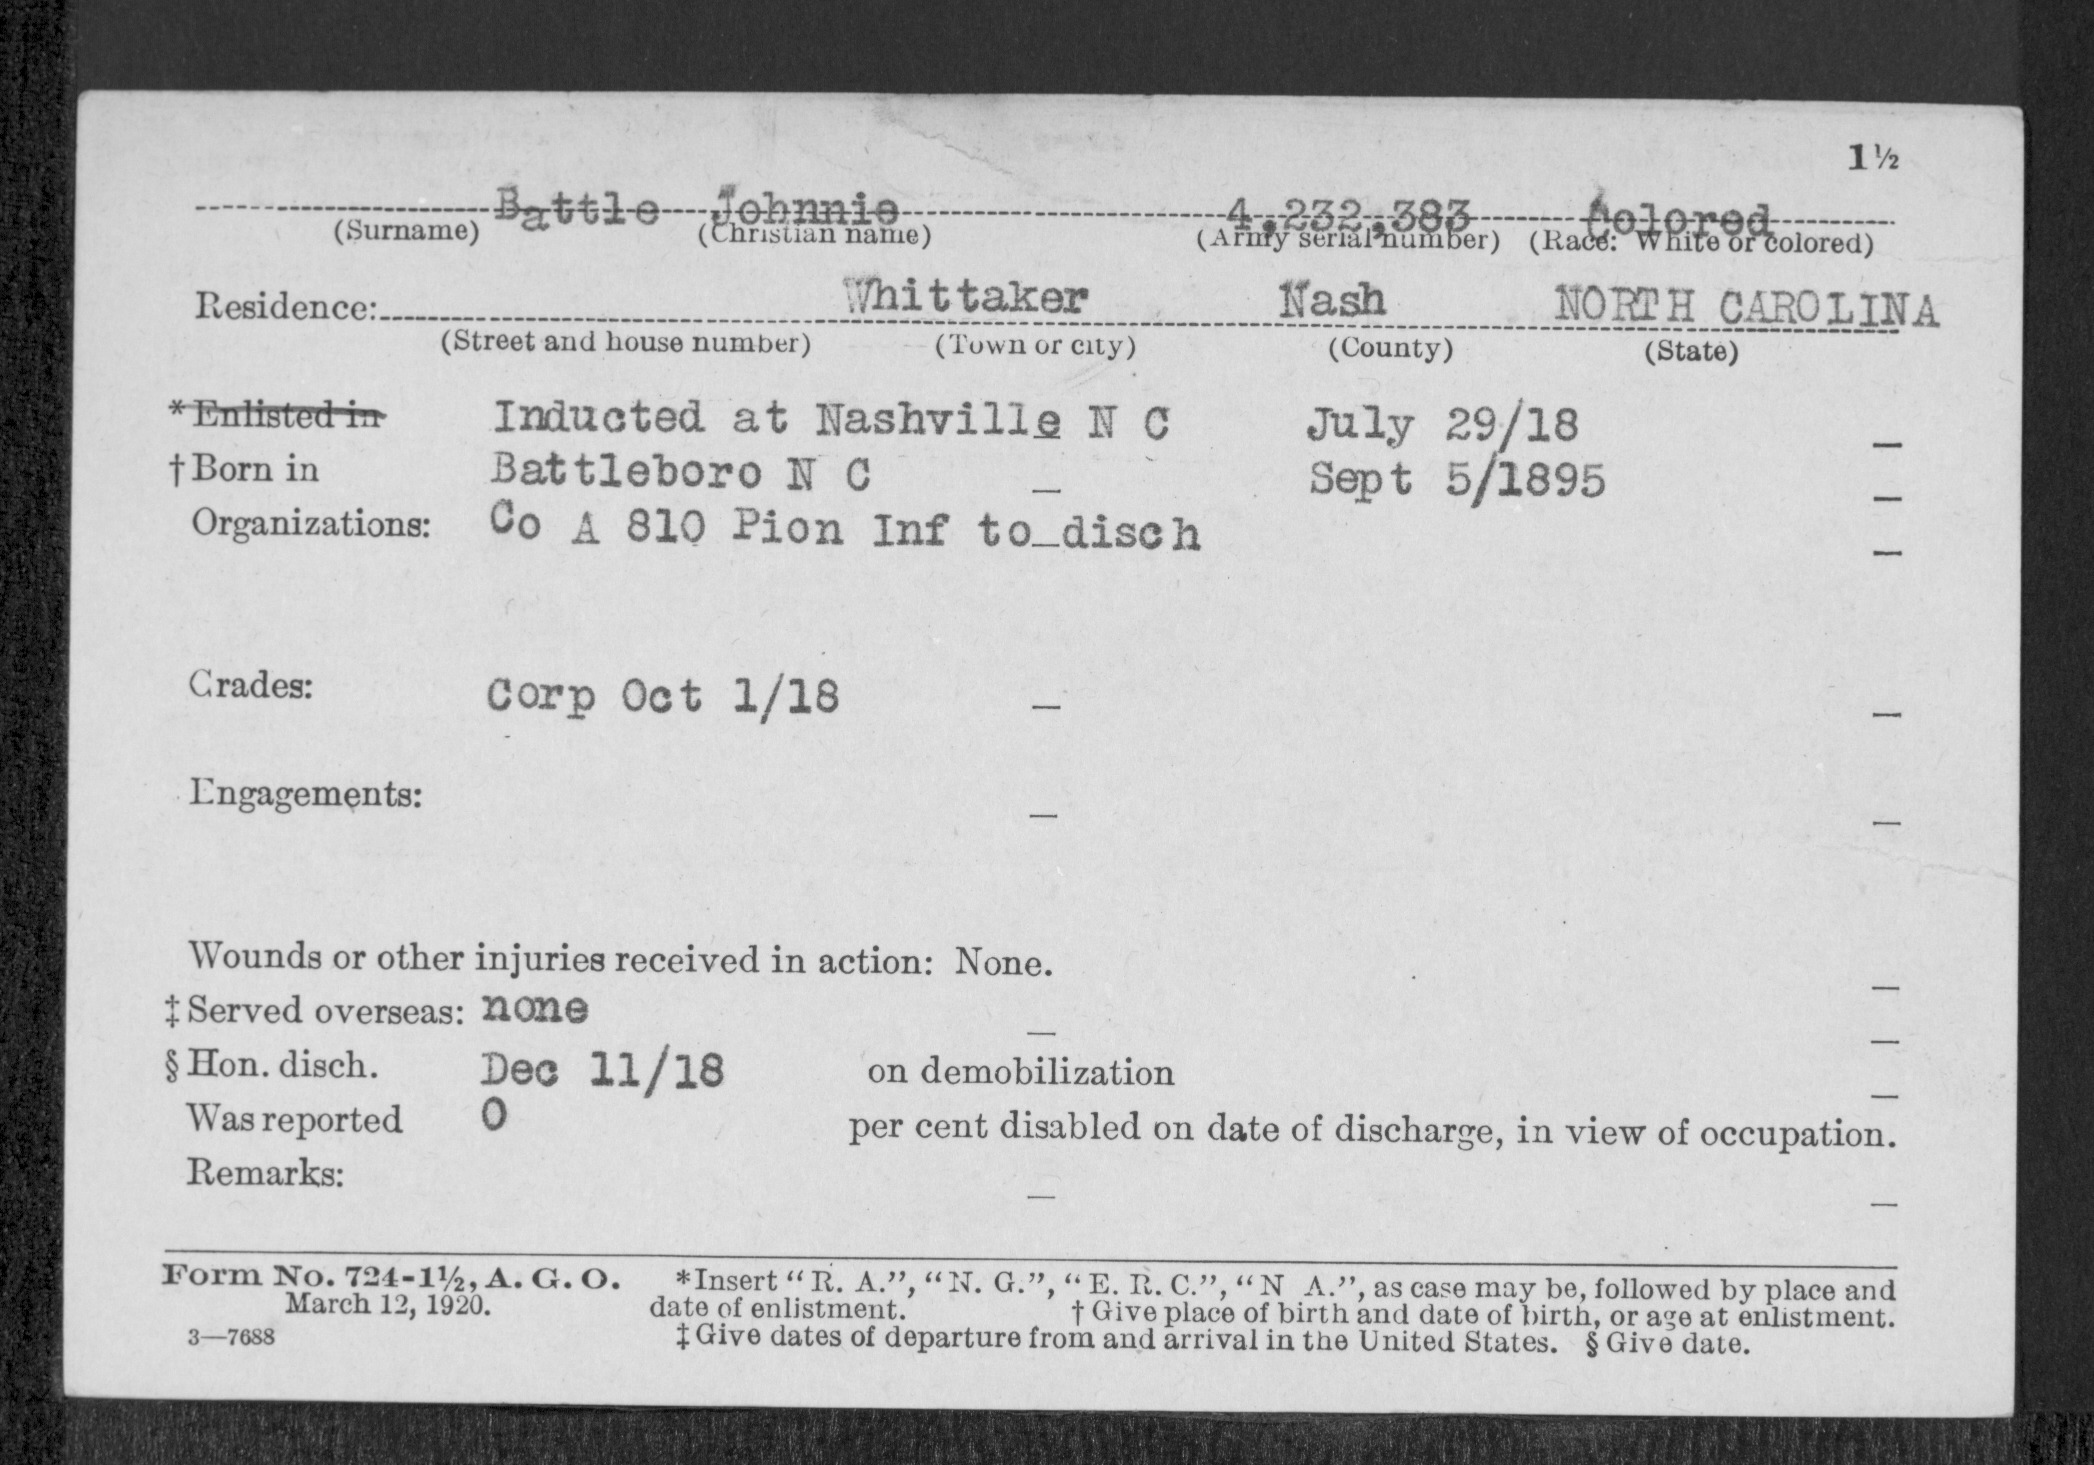 1½
Battle Johnnie 4,232,383 Colored
(Surname) (Christian name) (Army serial number) (Race: White or colored)
Residence: Whittaker Nash NORTH CAROLINA
(Street and house number) (Town or city) (County) (State)
*Enlisted in Inducted at Nashville N C July 29/18
†Born in Battleboro N C Sept 5/1895
Organizations: Co A 810 Pion Inf to disch
Grades: Corp Oct 1/18
Engagements:
Wounds or other injuries received in action: None.
‡Served overseas: none
§Hon. disch. Dec 11/18 on demobilization
Was reported 0 per cent disabled on date of discharge, in view of occupation.
Remarks:
Form No. 724-1½, A. G. O. *Insert "R. A.", "N. G.", "E. R. C.", "N A.", as case may be, followed by place and
March 12, 1920. date of enlistment. †Give place of birth and date of birth, or age at enlistment.
3—7688 ‡Give dates of departure from and arrival in the United States. §Give date.